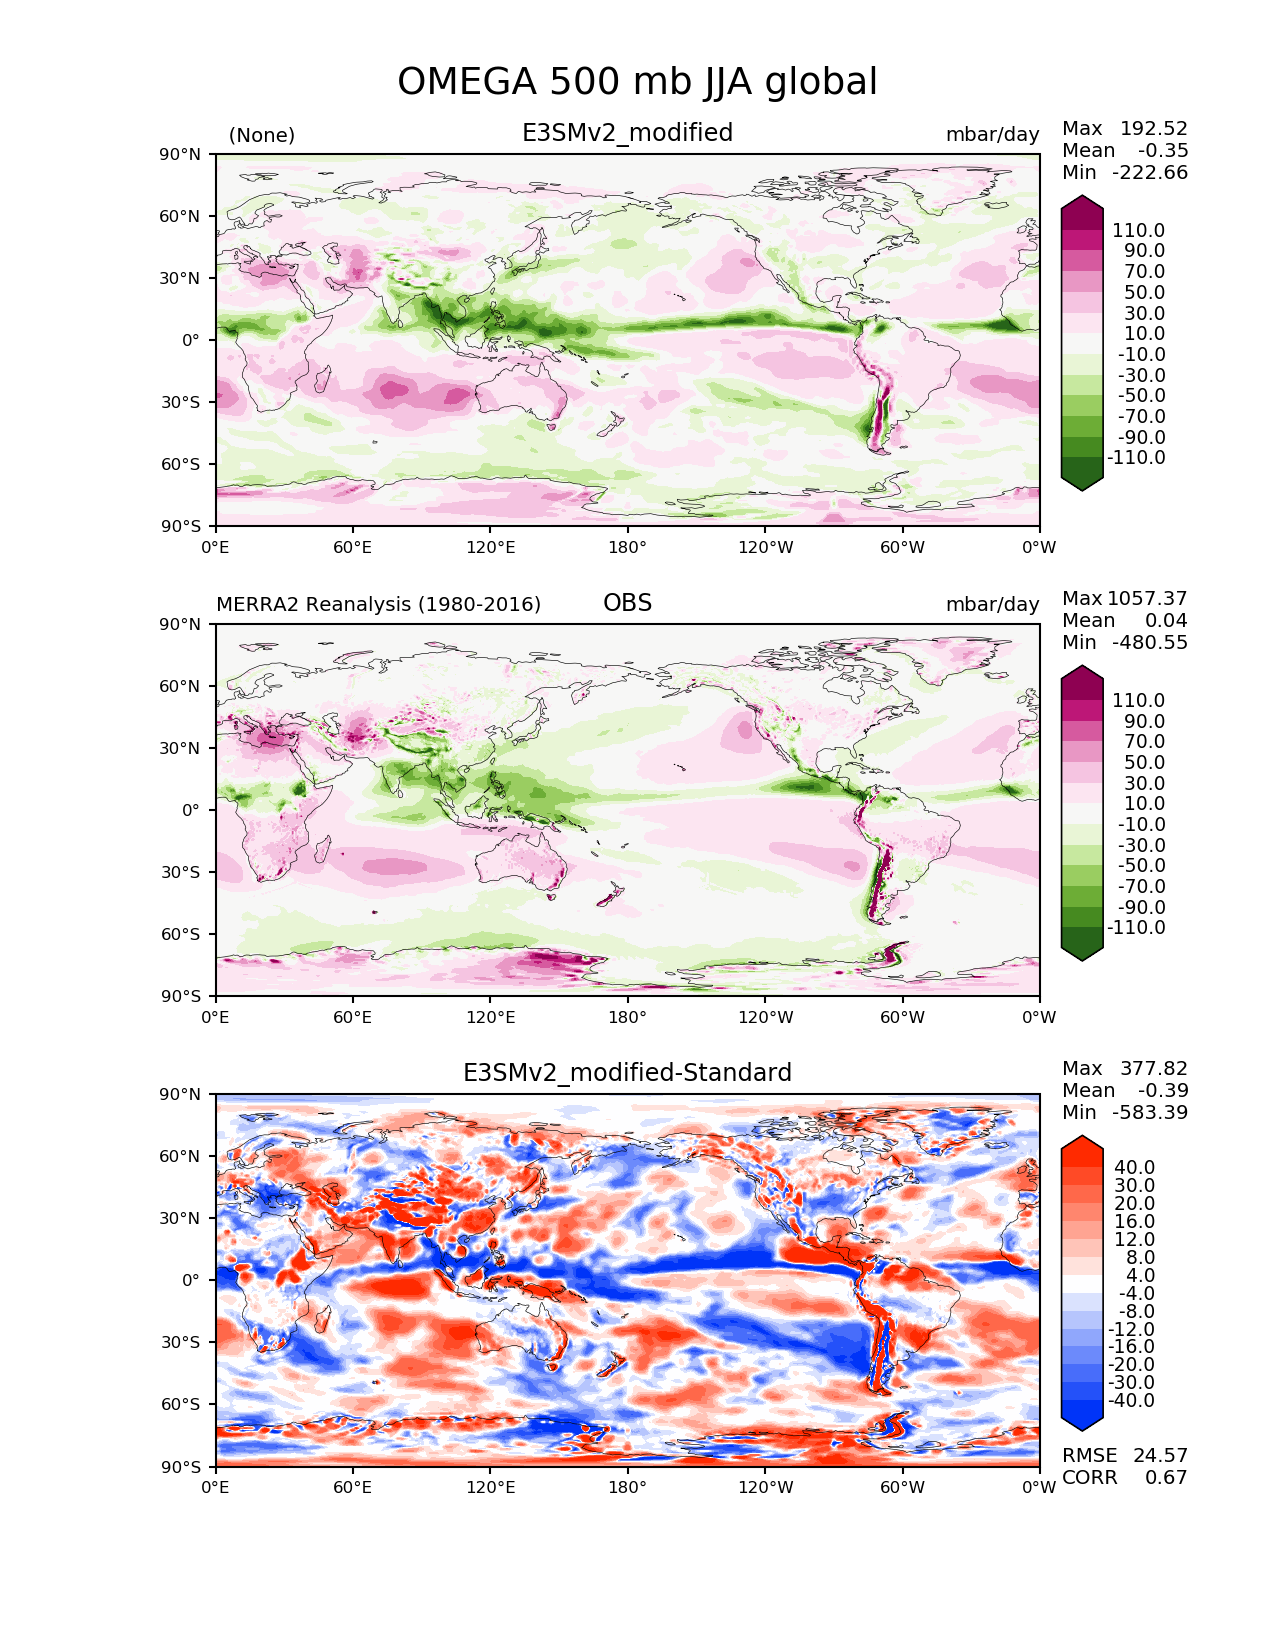 OMEGA 500 mb JJA global
(None) E3SMv2_modified mbar/day
Max 192.52
Mean -0.35
Min -222.66
90°N
60°N
30°N
0°
30°S
60°S
90°S
0°E 60°E 120°E 180° 120°W 60°W 0°W
110.0
90.0
70.0
50.0
30.0
10.0
-10.0
-30.0
-50.0
-70.0
-90.0
-110.0
MERRA2 Reanalysis (1980-2016) OBS mbar/day
Max 1057.37
Mean 0.04
Min -480.55
90°N
60°N
30°N
0°
30°S
60°S
90°S
0°E 60°E 120°E 180° 120°W 60°W 0°W
110.0
90.0
70.0
50.0
30.0
10.0
-10.0
-30.0
-50.0
-70.0
-90.0
-110.0
E3SMv2_modified-Standard
Max 377.82
Mean -0.39
Min -583.39
90°N
60°N
30°N
0°
30°S
60°S
90°S
0°E 60°E 120°E 180° 120°W 60°W 0°W
40.0
30.0
20.0
16.0
12.0
8.0
4.0
-4.0
-8.0
-12.0
-16.0
-20.0
-30.0
-40.0
RMSE 24.57
CORR 0.67